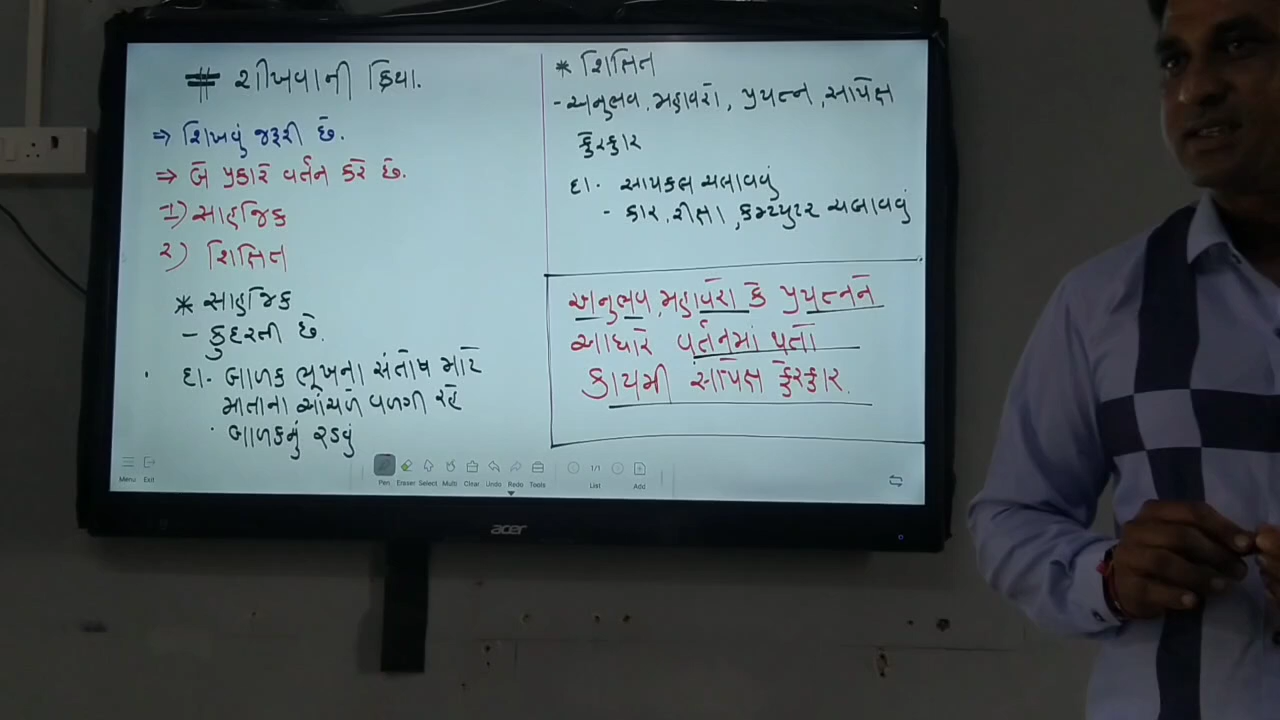 # શીખવાની ક્રિયા.
⇒ શિખવું જરૂરી છે.
⇒ બે પ્રકારે વર્તન કરે છે.
1) સાહજિક
૨) શિક્ષિત
* સાહજિક
- કુદરતી છે.
દા. બાળક ભૂખના સંતોષ માટે
માતાના આંચળે વળગી રહે
· બાળકનું રડવું
* શિક્ષિત
- અનુભવ, મહાવરો, પ્રયત્ન, સાપેક્ષ
ફેરફાર
દા. સાયકલ ચલાવવું
- કાર, રીક્ષા, કમ્પ્યુટર ચલાવવું
અનુભવ, મહાવરો કે પ્રયત્નને
આધારે વર્તનમાં થતો
કાયમી સાપેક્ષ ફેરફાર.
Menu Exit Pen Eraser Select Multi Clear Undo Redo Tools 1/1 List Add
acer